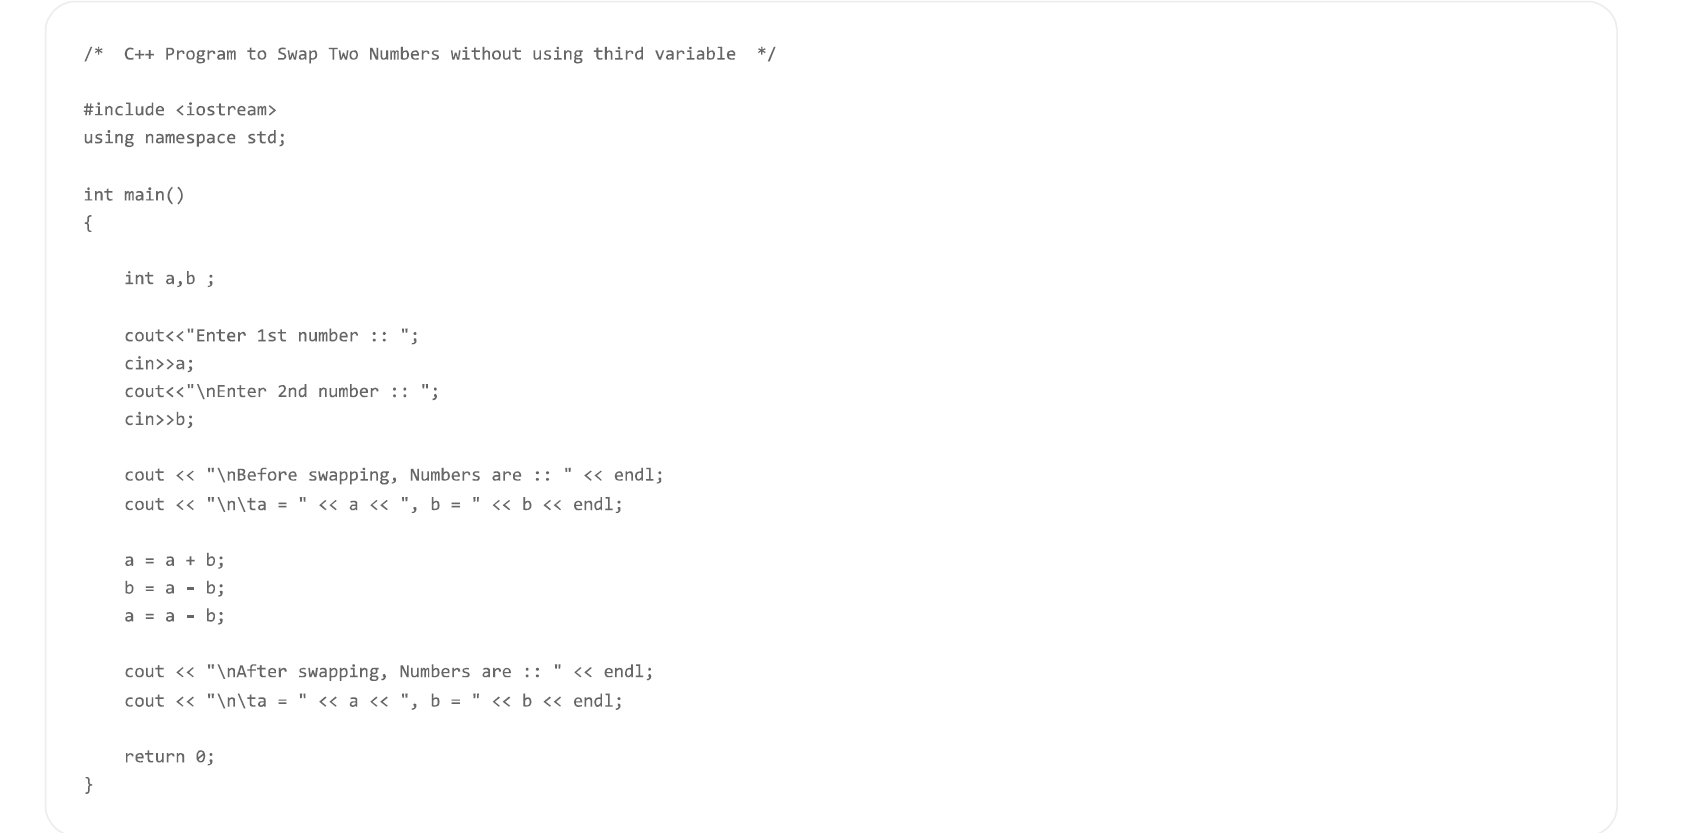 /*  C++ Program to Swap Two Numbers without using third variable  */

#include <iostream>
using namespace std;

int main()
{

    int a,b ;

    cout<<"Enter 1st number :: ";
    cin>>a;
    cout<<"\nEnter 2nd number :: ";
    cin>>b;

    cout << "\nBefore swapping, Numbers are :: " << endl;
    cout << "\n\ta = " << a << ", b = " << b << endl;

    a = a + b;
    b = a - b;
    a = a - b;

    cout << "\nAfter swapping, Numbers are :: " << endl;
    cout << "\n\ta = " << a << ", b = " << b << endl;

    return 0;
}